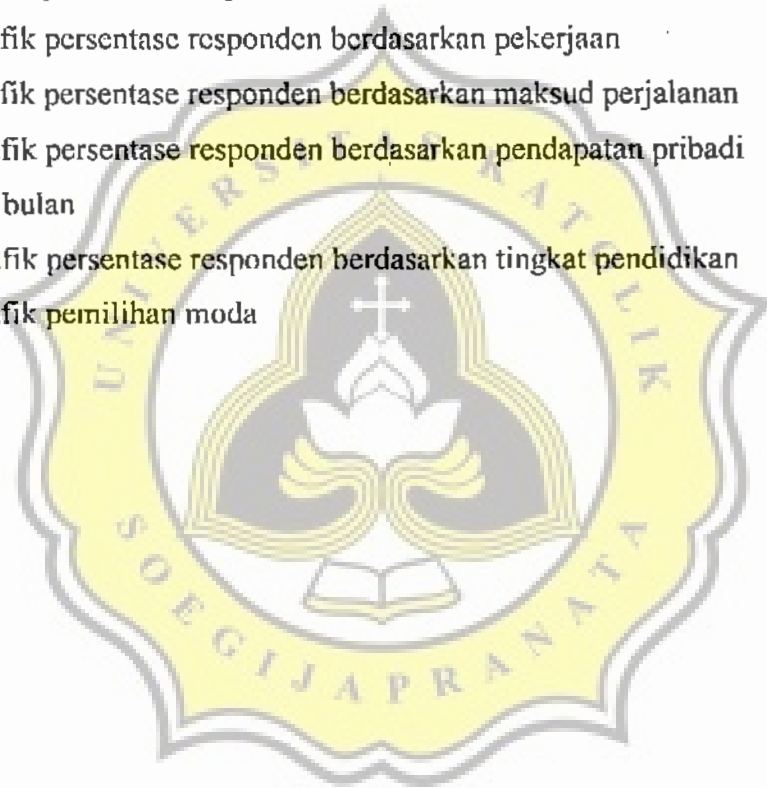 fik persentase responden berdasarkan pekerjaan
fik persentase responden berdasarkan maksud perjalanan
fik persentase responden berdasarkan pendapatan pribadi
bulan
fik persentase responden berdasarkan tingkat pendidikan
fik pemilihan moda
UNIVERSITAS KATOLIK
SOEGIJAPRANATA